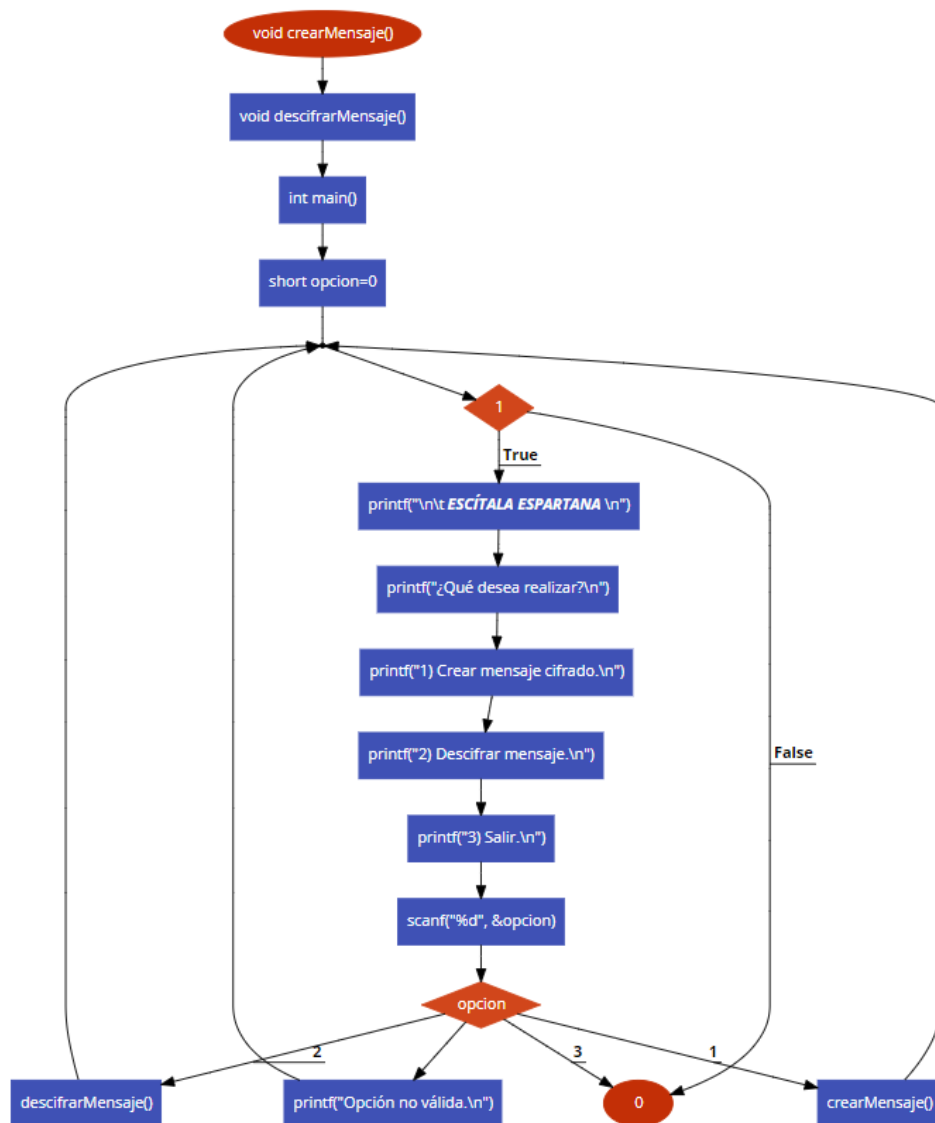 void crearMensaje()
void descifrarMensaje()
int main()
short opcion=0
1
True
printf("\n\t ESCÍTALA ESPARTANA \n")
printf("¿Qué desea realizar?\n")
printf("1) Crear mensaje cifrado.\n")
printf("2) Descifrar mensaje.\n")
False
printf("3) Salir.\n")
scanf("%d", &opcion)
opcion
2
3
1
descifrarMensaje()
printf("Opción no válida.\n")
0
crearMensaje()